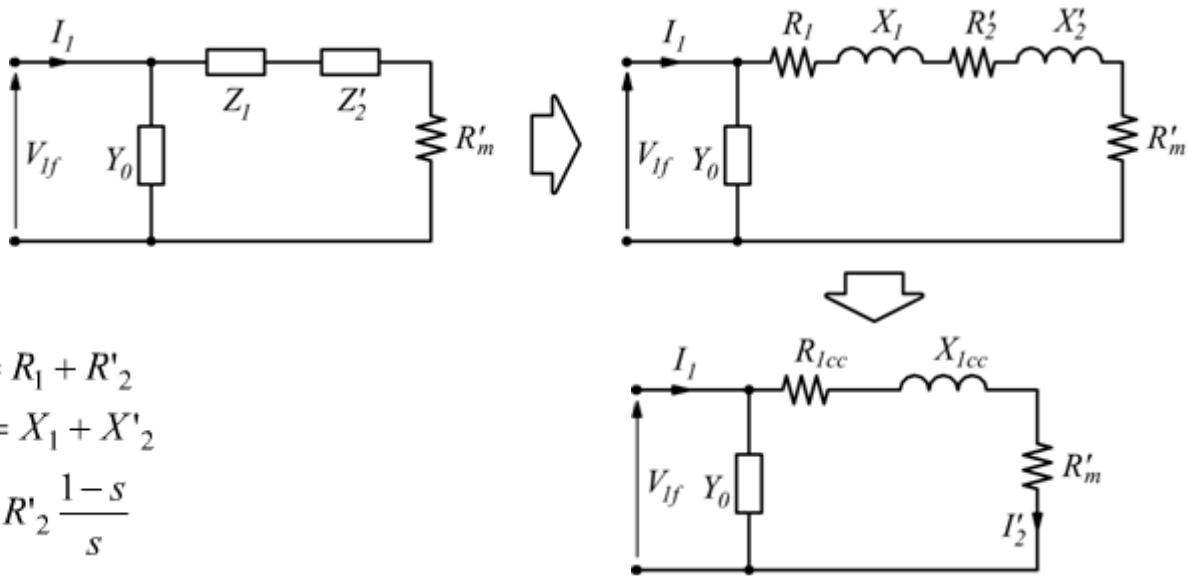 I1
Z1
Z'2
V1f
Y0
R'm
I1
R1
X1
R'2
X'2
V1f
Y0
R'm
= R1 + R'2
= X1 + X'2
R'2 (1−s)/s
I1
R1cc
X1cc
V1f
Y0
R'm
I'2